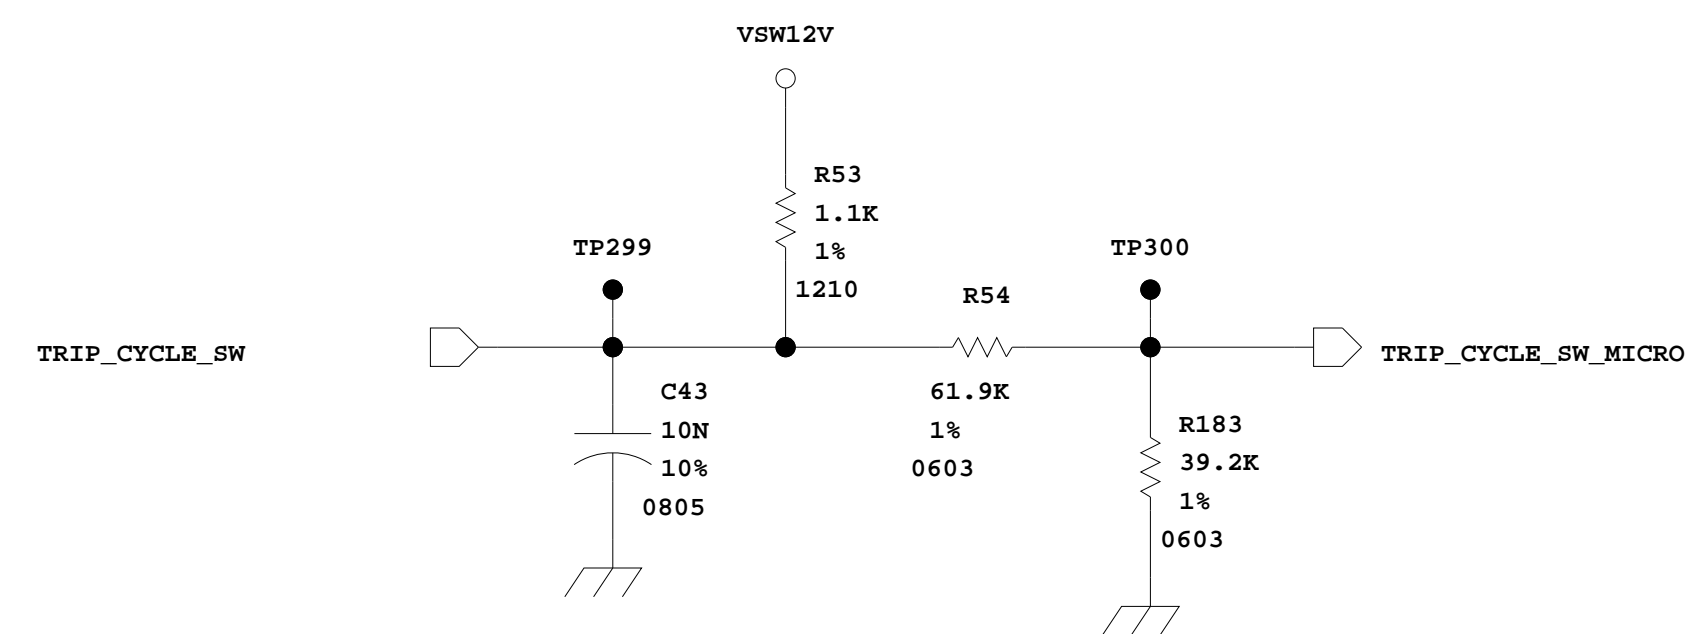 VSW12V
R53
1.1K
1%
1210
TP299
TP300
R54
TRIP_CYCLE_SW
TRIP_CYCLE_SW_MICRO
C43
10N
10%
0805
61.9K
1%
0603
R183
39.2K
1%
0603